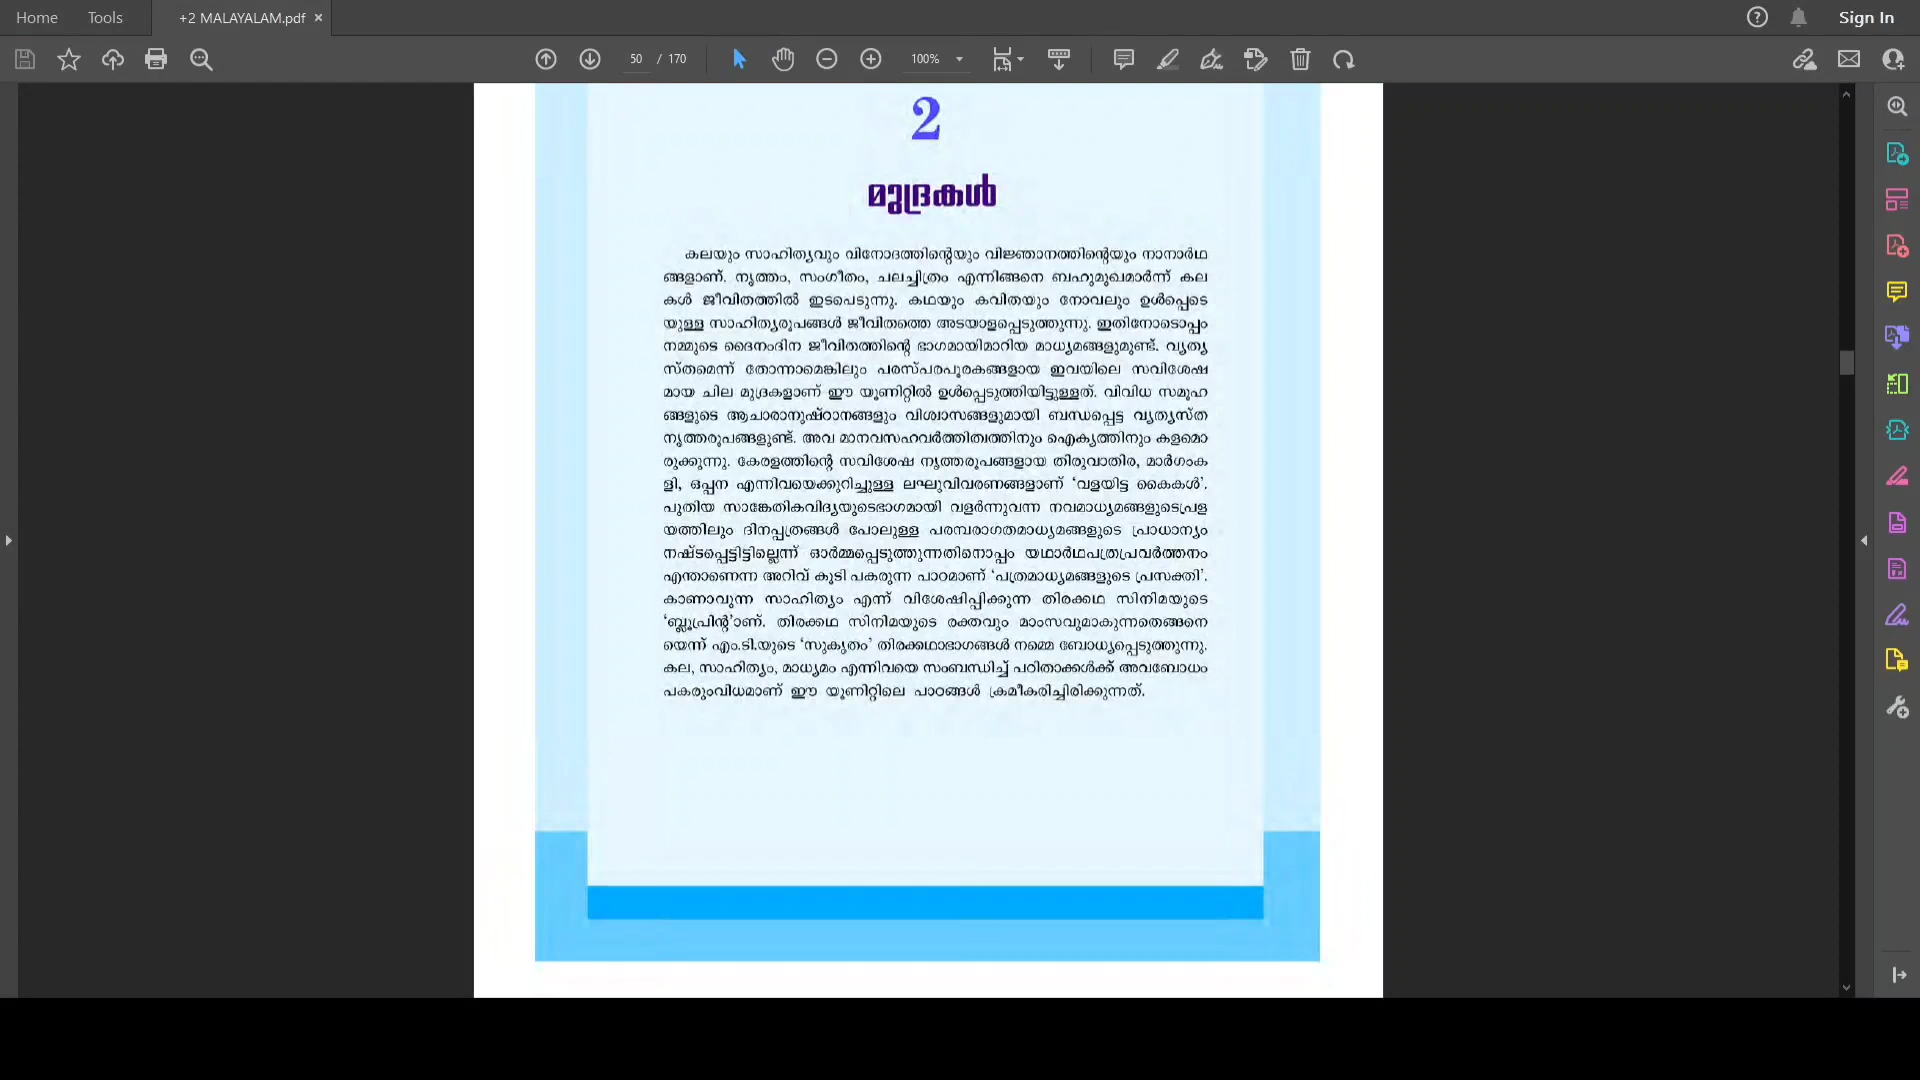 Home
Tools
+2 MALAYALAM.pdf
×
Sign In
50 / 170
100%
2
മുദ്രകൾ
കലയും സാഹിത്യവും വിനോദത്തിന്റെയും വിജ്ഞാനത്തിന്റെയും നാനാർഥ
ങ്ങളാണ്. നൃത്തം, സംഗീതം, ചലച്ചിത്രം എന്നിങ്ങനെ ബഹുമുഖമാർന്ന് കല
കൾ ജീവിതത്തിൽ ഇടപെടുന്നു. കഥയും കവിതയും നോവലും ഉൾപ്പെടെ
യുള്ള സാഹിത്യരൂപങ്ങൾ ജീവിതത്തെ അടയാളപ്പെടുത്തുന്നു. ഇതിനോടൊപ്പം
നമ്മുടെ ദൈനംദിന ജീവിതത്തിന്റെ ഭാഗമായിമാറിയ മാധ്യമങ്ങളുമുണ്ട്. വ്യത്യ
സ്തമെന്ന് തോന്നാമെങ്കിലും പരസ്പരപൂരകങ്ങളായ ഇവയിലെ സവിശേഷ
മായ ചില മുദ്രകളാണ് ഈ യൂണിറ്റിൽ ഉൾപ്പെടുത്തിയിട്ടുള്ളത്. വിവിധ സമൂഹ
ങ്ങളുടെ ആചാരാനുഷ്ഠാനങ്ങളും വിശ്വാസങ്ങളുമായി ബന്ധപ്പെട്ട വ്യത്യസ്ത
നൃത്തരൂപങ്ങളുണ്ട്. അവ മാനവസഹവർത്തിത്വത്തിനും ഐക്യത്തിനും കളമൊ
രുക്കുന്നു. കേരളത്തിന്റെ സവിശേഷ നൃത്തരൂപങ്ങളായ തിരുവാതിര, മാർഗംക
ളി, ഒപ്പന എന്നിവയെക്കുറിച്ചുള്ള ലഘുവിവരണങ്ങളാണ് ‘വളയിട്ട കൈകൾ’.
പുതിയ സാങ്കേതികവിദ്യയുടെഭാഗമായി വളർന്നുവന്ന നവമാധ്യമങ്ങളുടെപ്രള
യത്തിലും ദിനപ്പത്രങ്ങൾ പോലുള്ള പരമ്പരാഗതമാധ്യമങ്ങളുടെ പ്രാധാന്യം
നഷ്ടപ്പെട്ടിട്ടില്ലെന്ന് ഓർമ്മപ്പെടുത്തുന്നതിനൊപ്പം യഥാർഥപത്രപ്രവർത്തനം
എന്താണെന്ന അറിവ് കൂടി പകരുന്ന പാഠമാണ് ‘പത്രമാധ്യമങ്ങളുടെ പ്രസക്തി’.
കാണാവുന്ന സാഹിത്യം എന്ന് വിശേഷിപ്പിക്കുന്ന തിരക്കഥ സിനിമയുടെ
‘ബ്ലൂപ്രിന്റ്’ാണ്. തിരക്കഥ സിനിമയുടെ രക്തവും മാംസവുമാകുന്നതെങ്ങനെ
യെന്ന് എം.ടി.യുടെ ‘സുകൃതം’ തിരക്കഥാഭാഗങ്ങൾ നമ്മെ ബോധ്യപ്പെടുത്തുന്നു.
കല, സാഹിത്യം, മാധ്യമം എന്നിവയെ സംബന്ധിച്ച് പഠിതാക്കൾക്ക് അവബോധം
പകരുംവിധമാണ് ഈ യൂണിറ്റിലെ പാഠങ്ങൾ ക്രമീകരിച്ചിരിക്കുന്നത്.